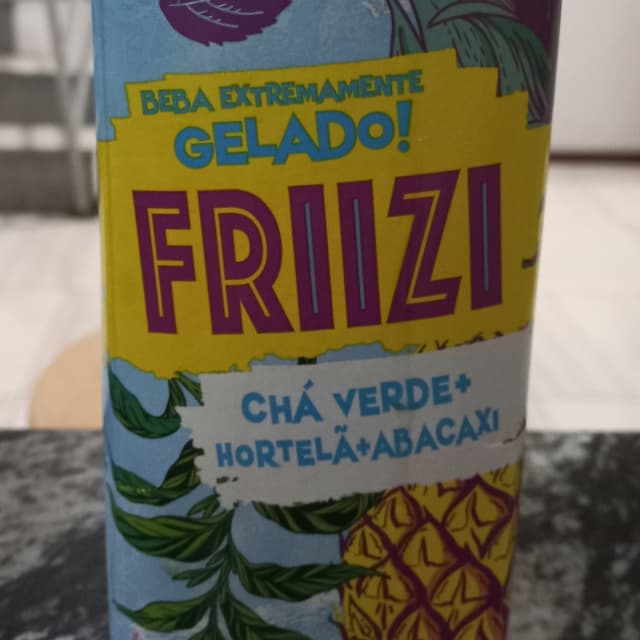 BEBA EXTREMAMENTE
GELADO!
FRIIZI
CHÁ VERDE+
HORTELÃ+ABACAXI